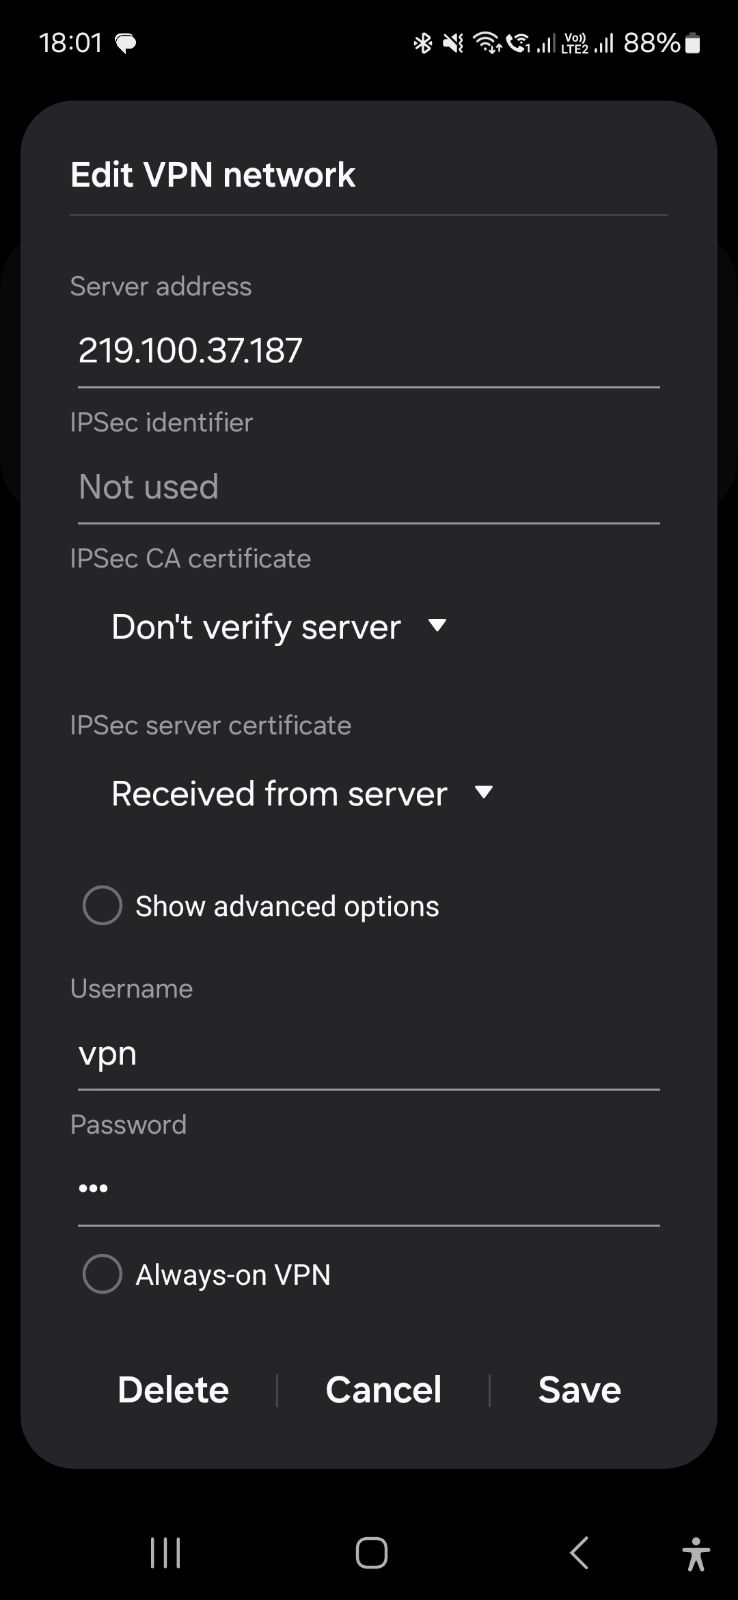 18:01
Vo))
LTE2
88%
Edit VPN network
Server address
219.100.37.187
IPSec identifier
Not used
IPSec CA certificate
Don't verify server
IPSec server certificate
Received from server
Show advanced options
Username
vpn
Password
•••
Always-on VPN
Delete
Cancel
Save